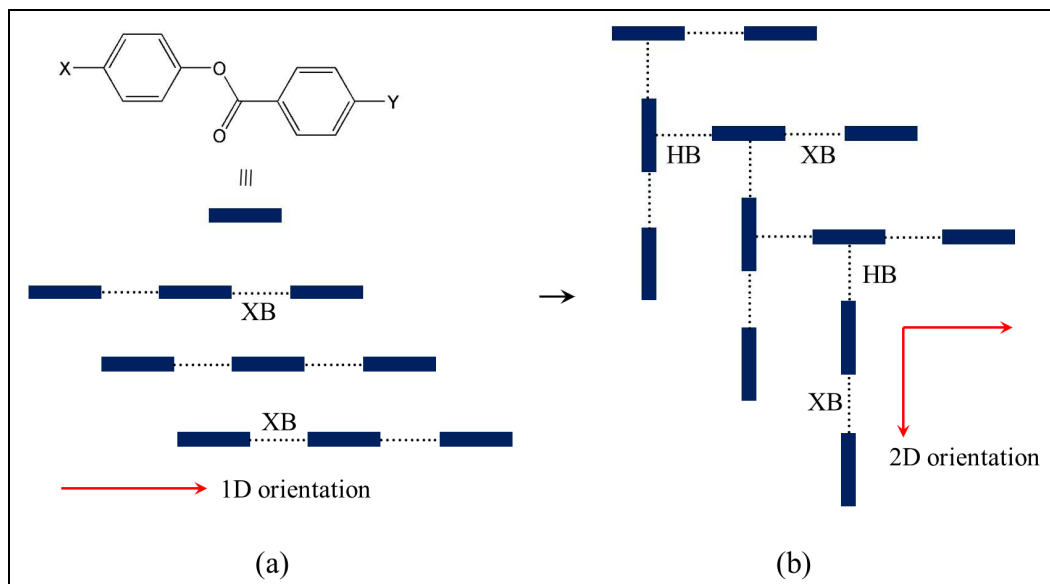 X
O
O
Y
XB
XB
1D orientation
(a)
HB
XB
HB
XB
2D orientation
(b)